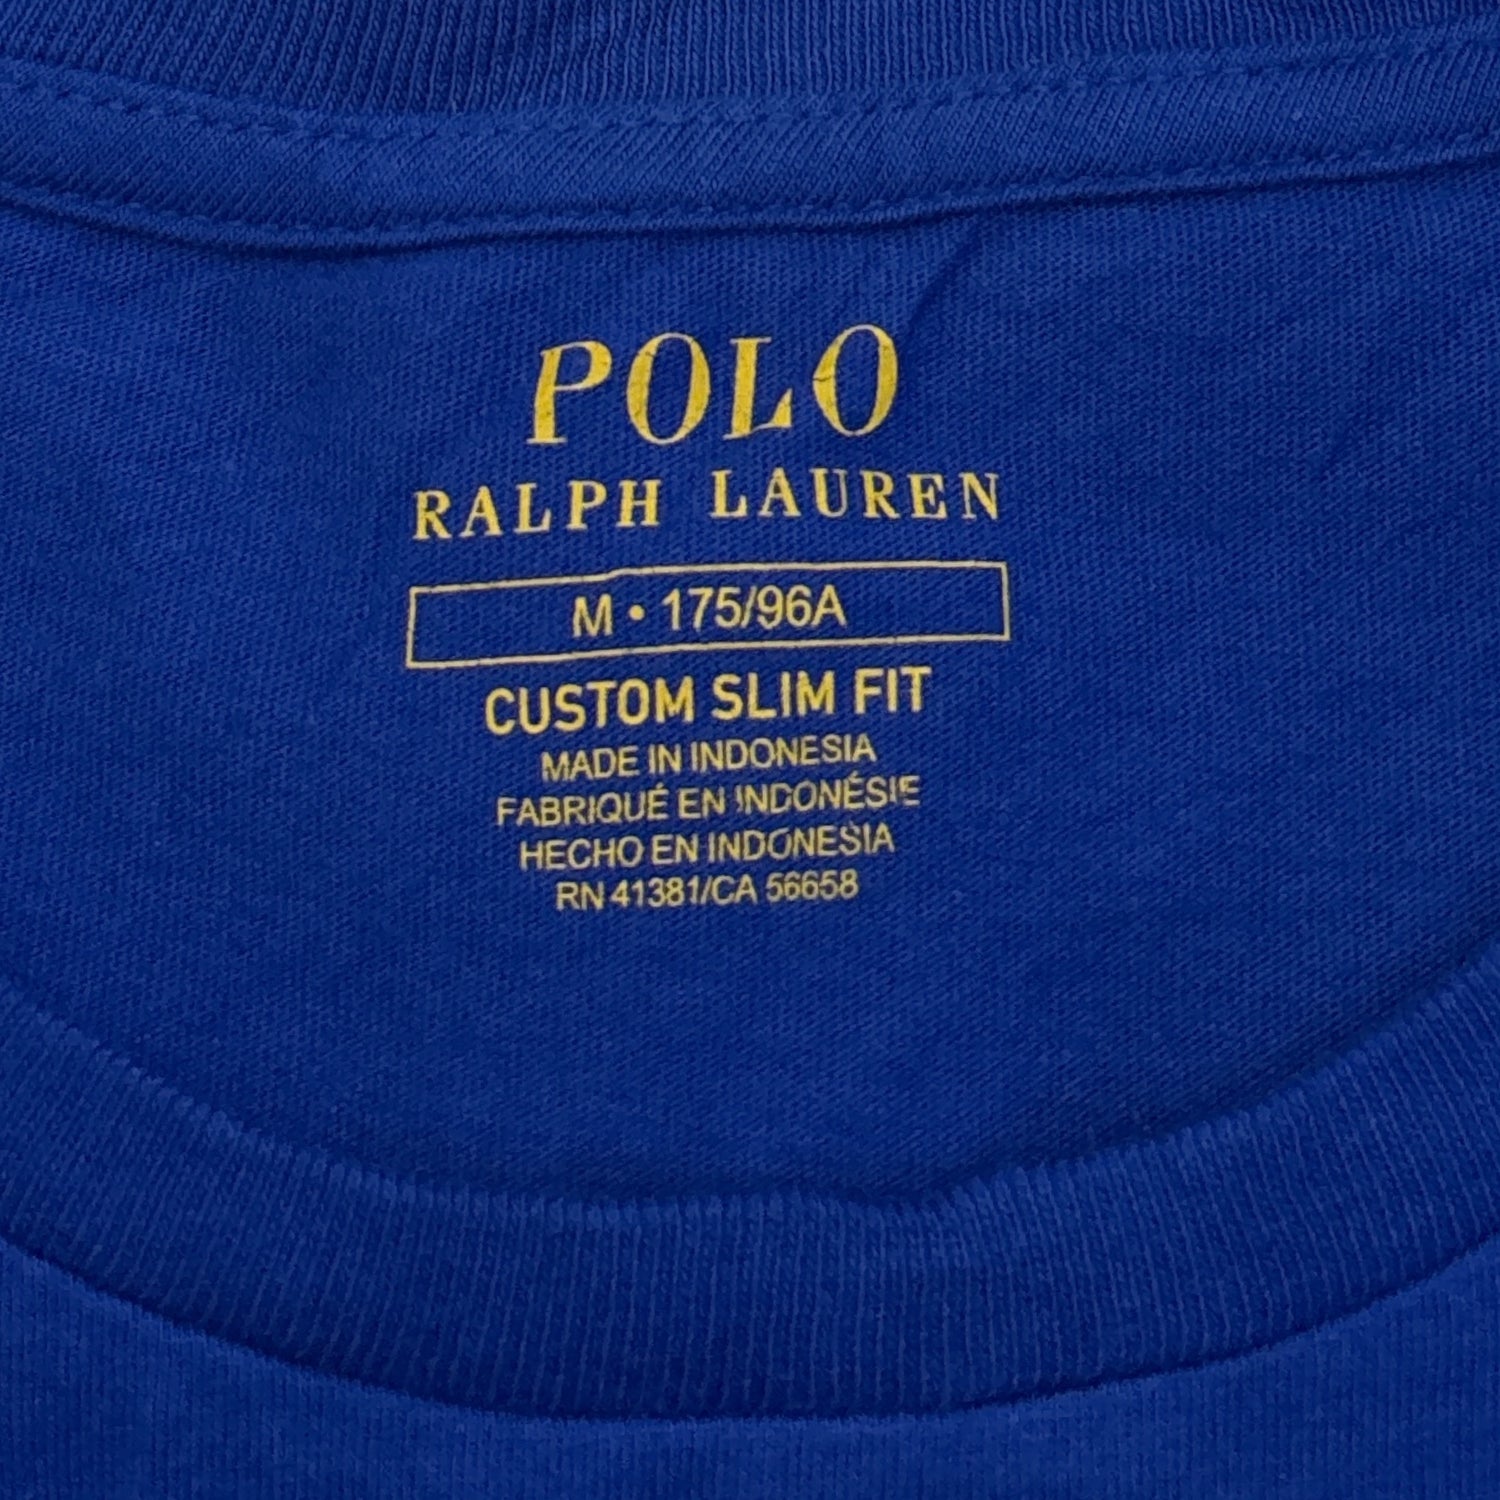 POLO
RALPH LAUREN
M • 175/96A
CUSTOM SLIM FIT
MADE IN INDONESIA
FABRIQUÉ EN INDONÉSIE
HECHO EN INDONESIA
RN 41381/CA 56658